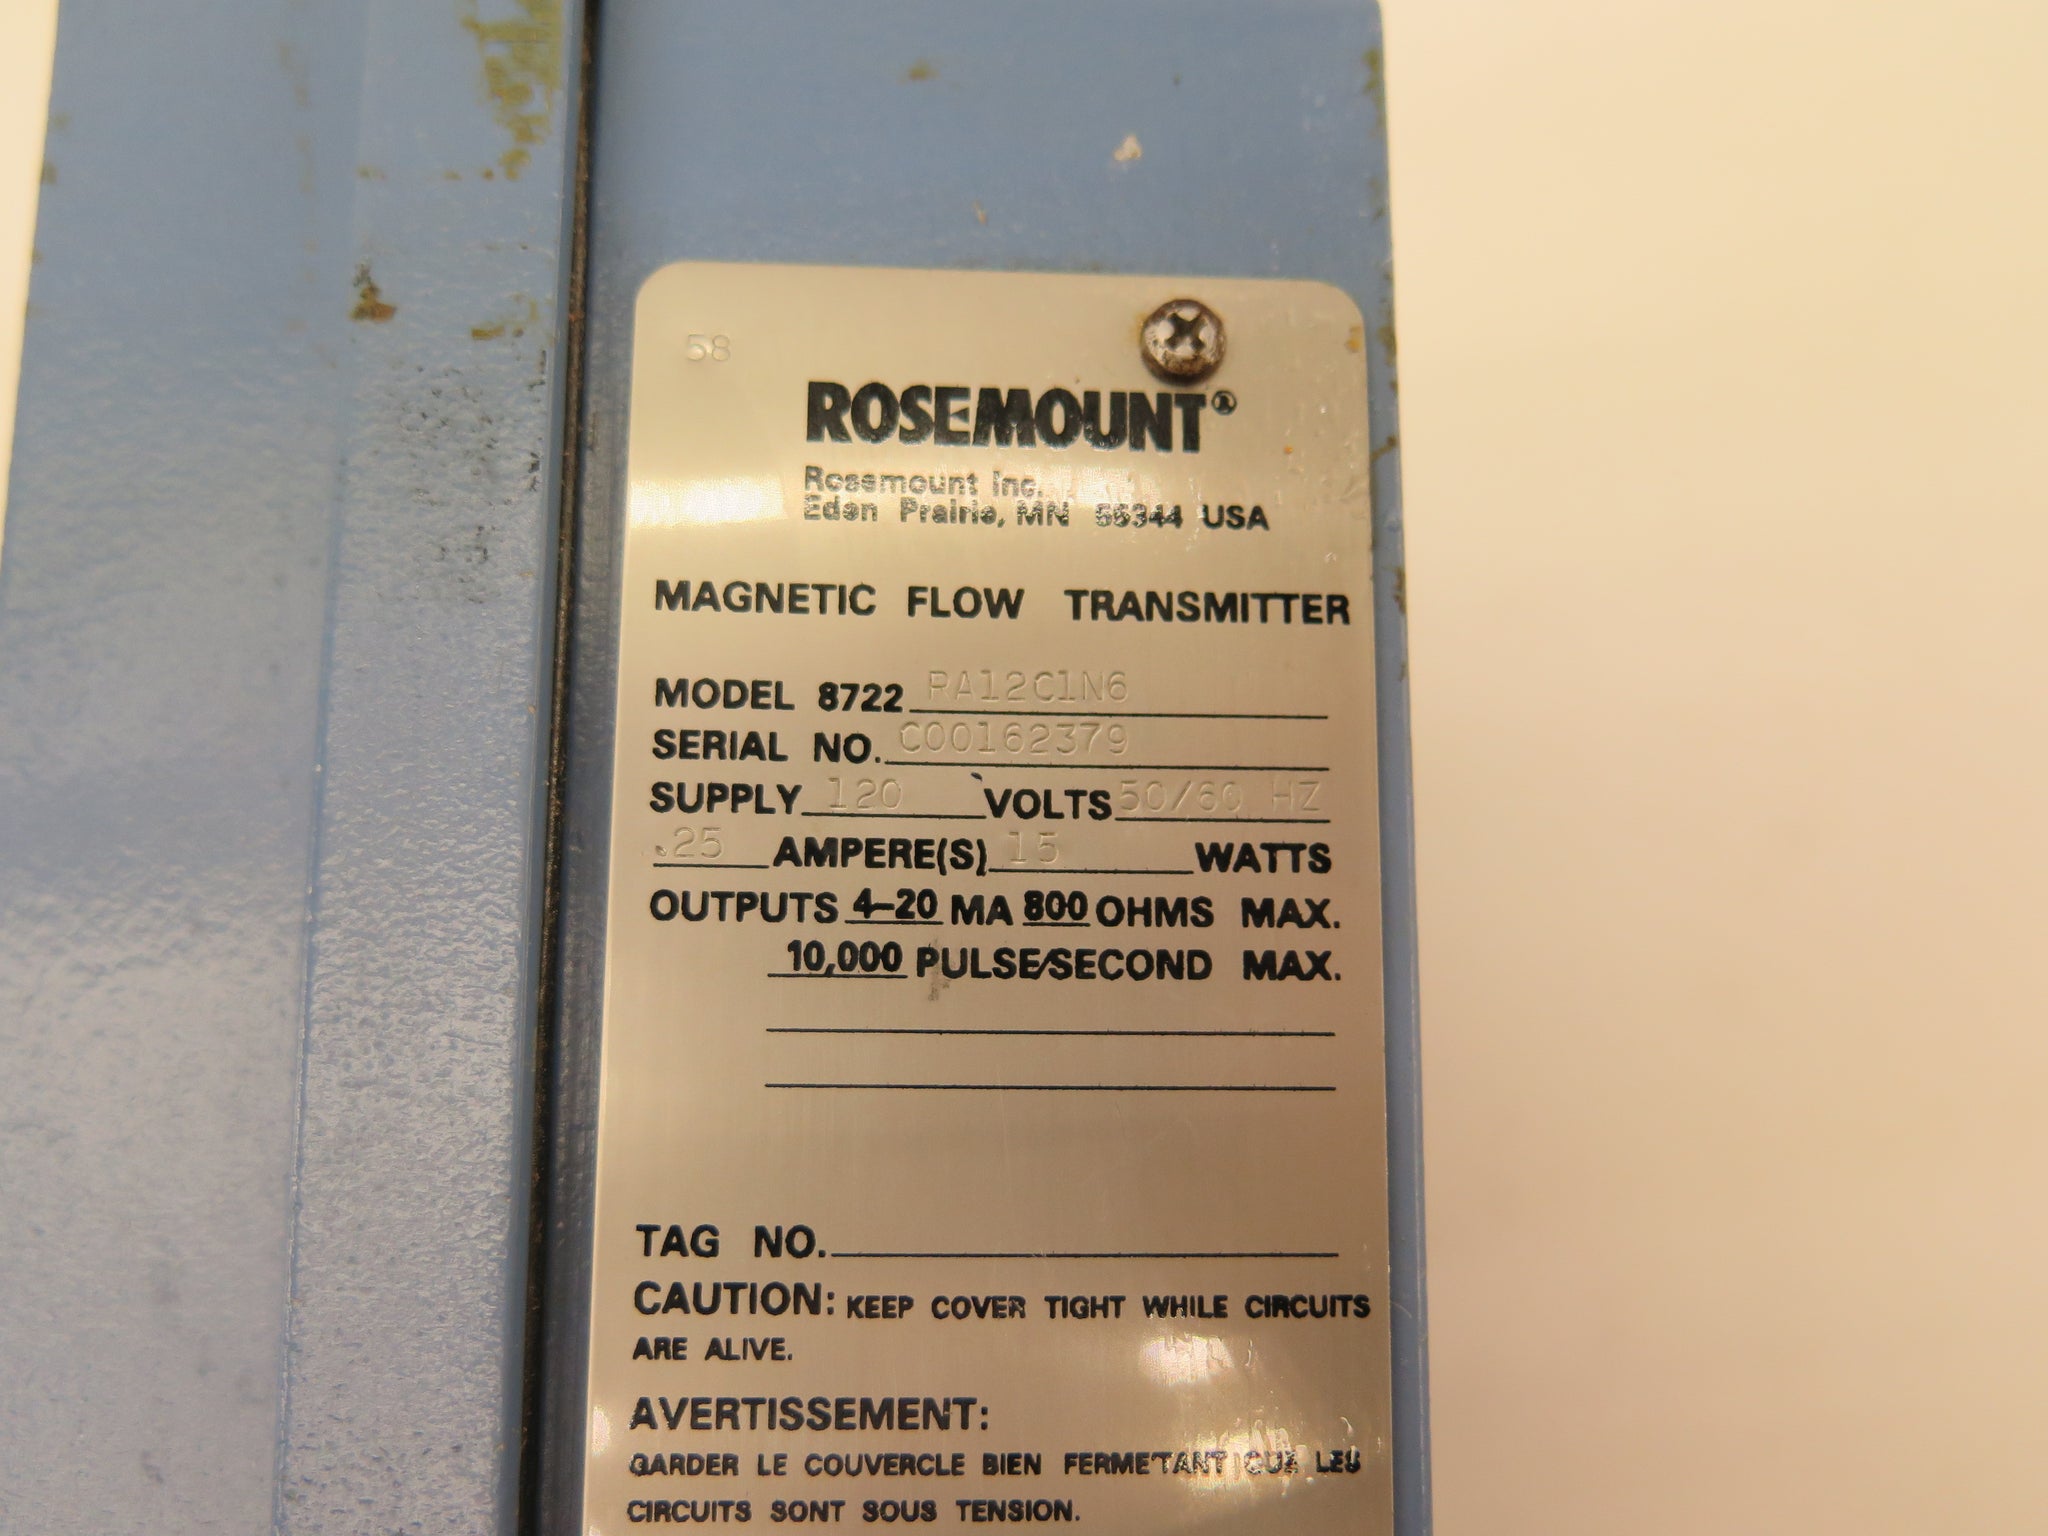 58
ROSEMOUNT®
Rosemount Inc.
Eden Prairie, MN 55344 USA
MAGNETIC FLOW TRANSMITTER
MODEL 8722 RA12C1N6
SERIAL NO. C00162379
SUPPLY 120 VOLTS 50/60 HZ
.25 AMPERE(S) 15 WATTS
OUTPUTS 4-20 MA 800 OHMS MAX.
10,000 PULSE/SECOND MAX.
TAG NO.
CAUTION: KEEP COVER TIGHT WHILE CIRCUITS
ARE ALIVE.
AVERTISSEMENT:
GARDER LE COUVERCLE BIEN FERMETANT QUE LES
CIRCUITS SONT SOUS TENSION.